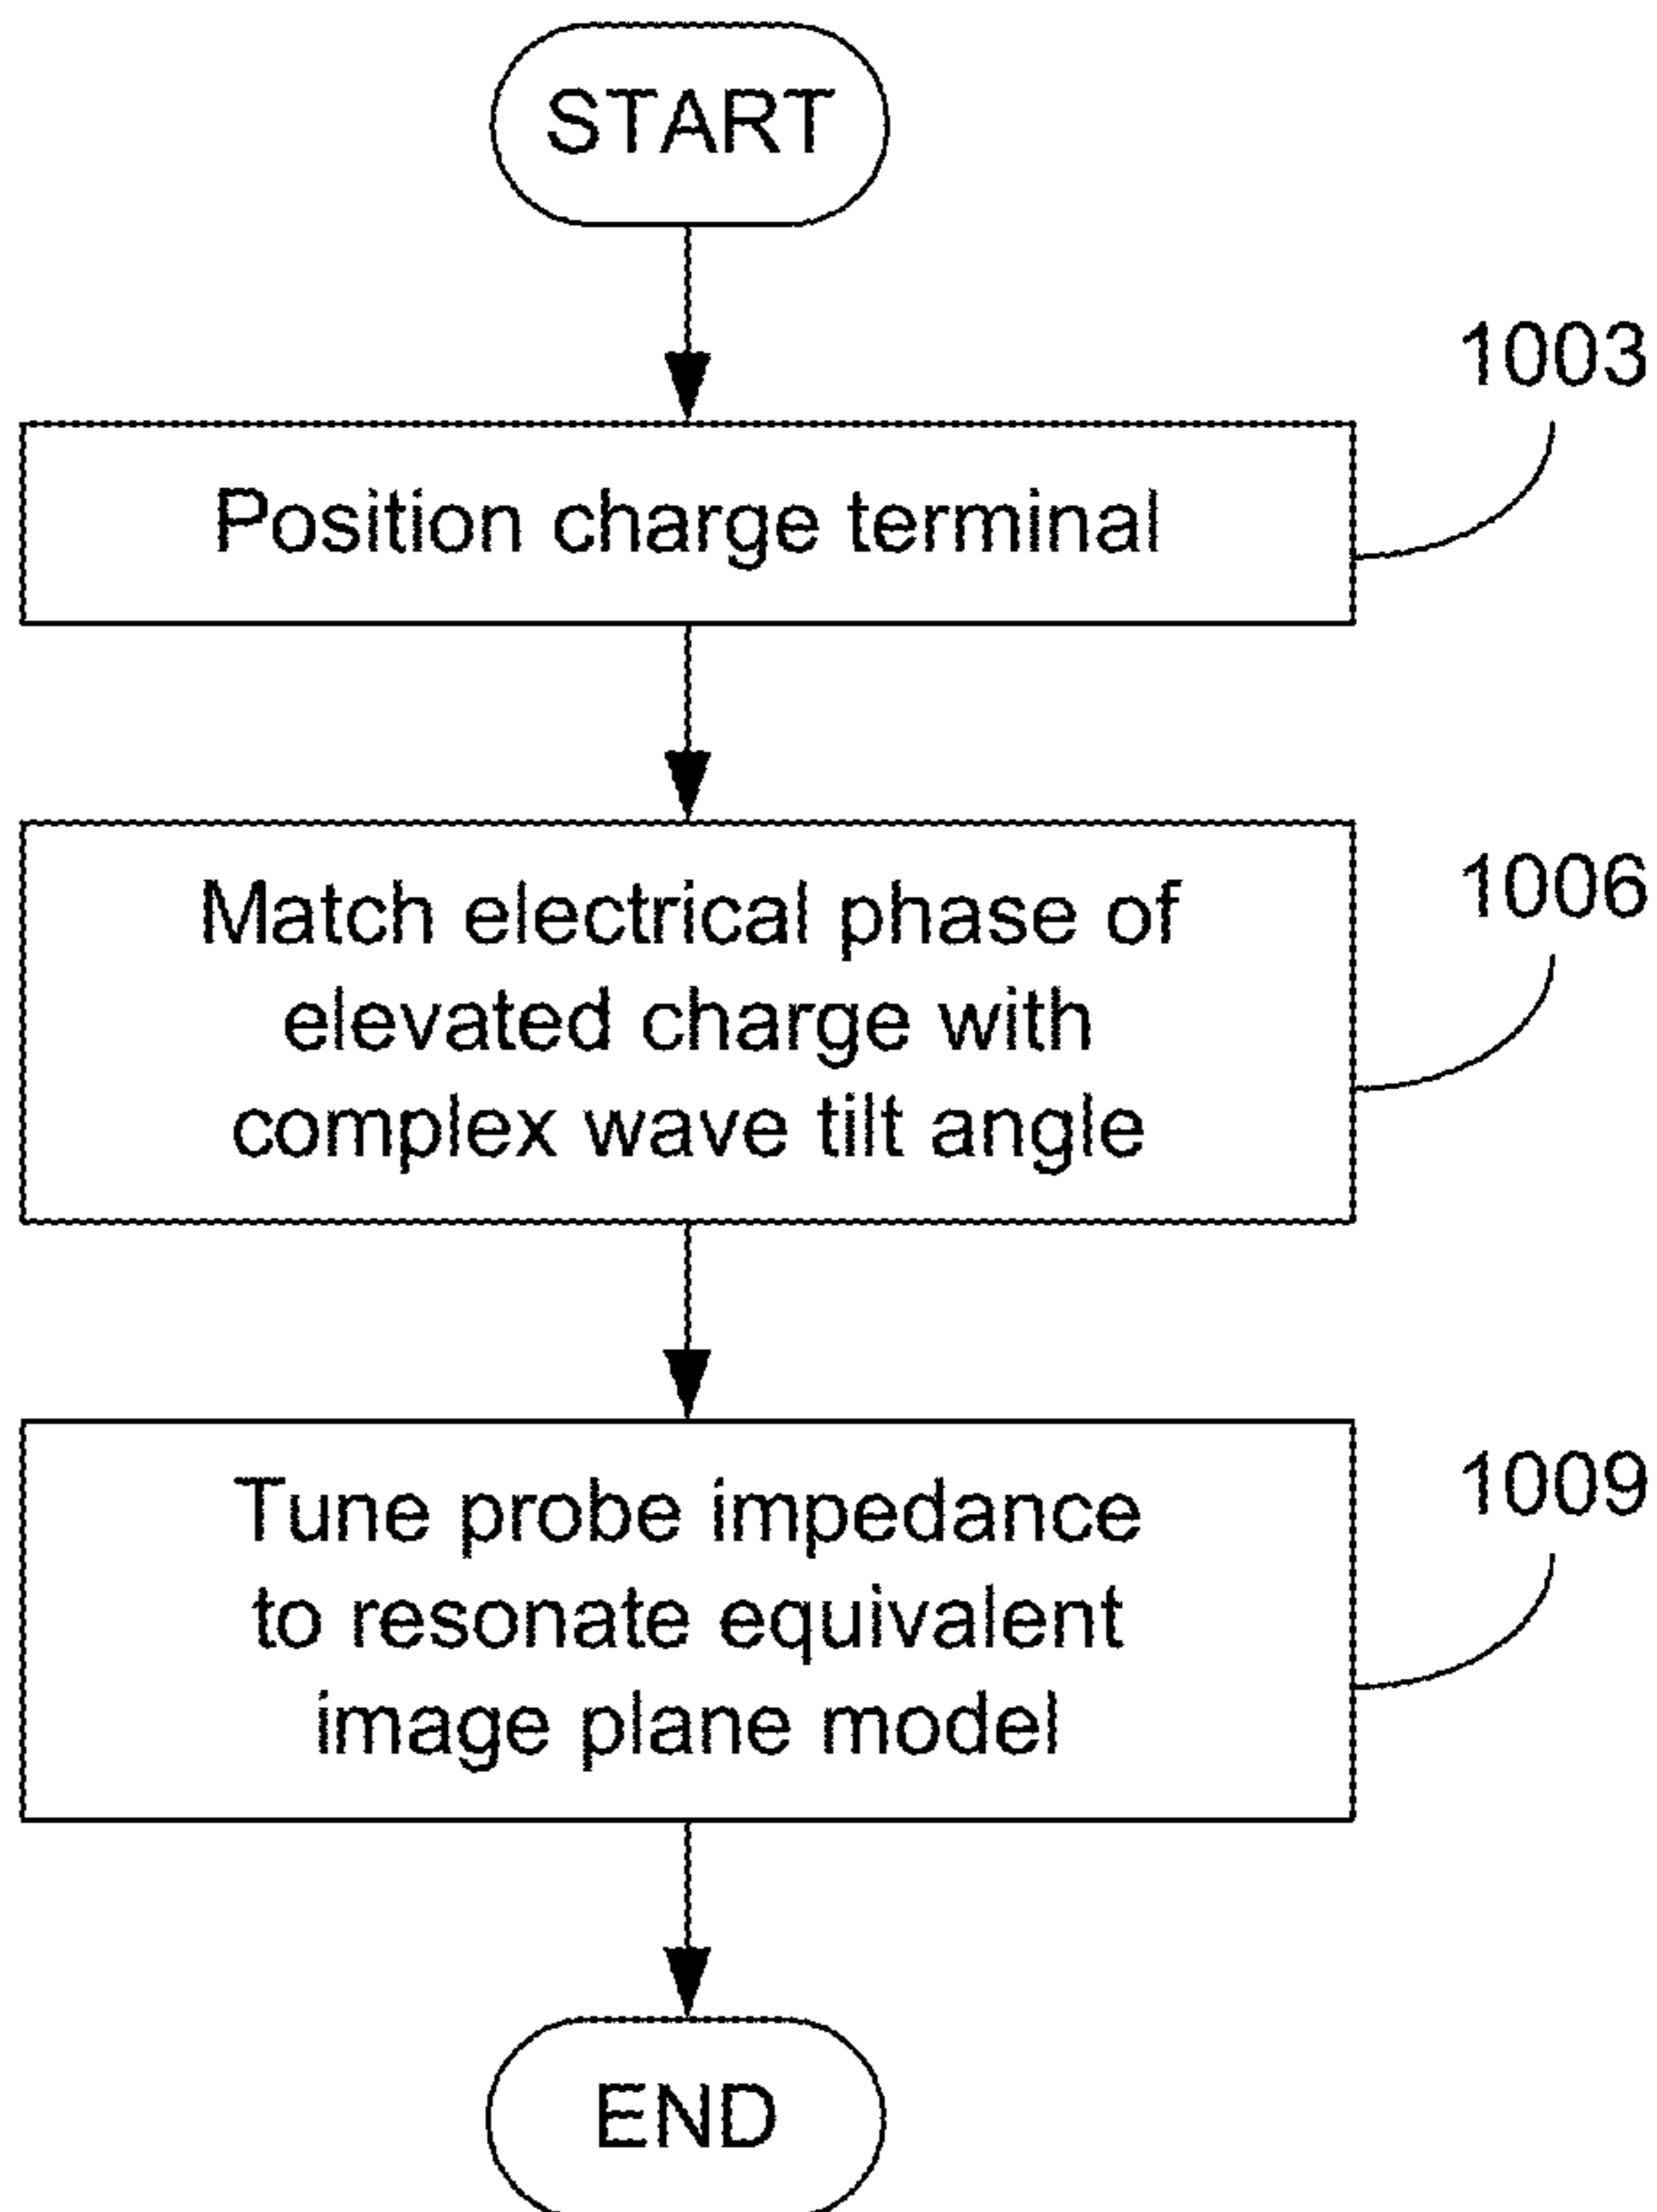 START
1003
Position charge terminal
1006
Match electrical phase of
elevated charge with
complex wave tilt angle
1009
Tune probe impedance
to resonate equivalent
image plane model
END